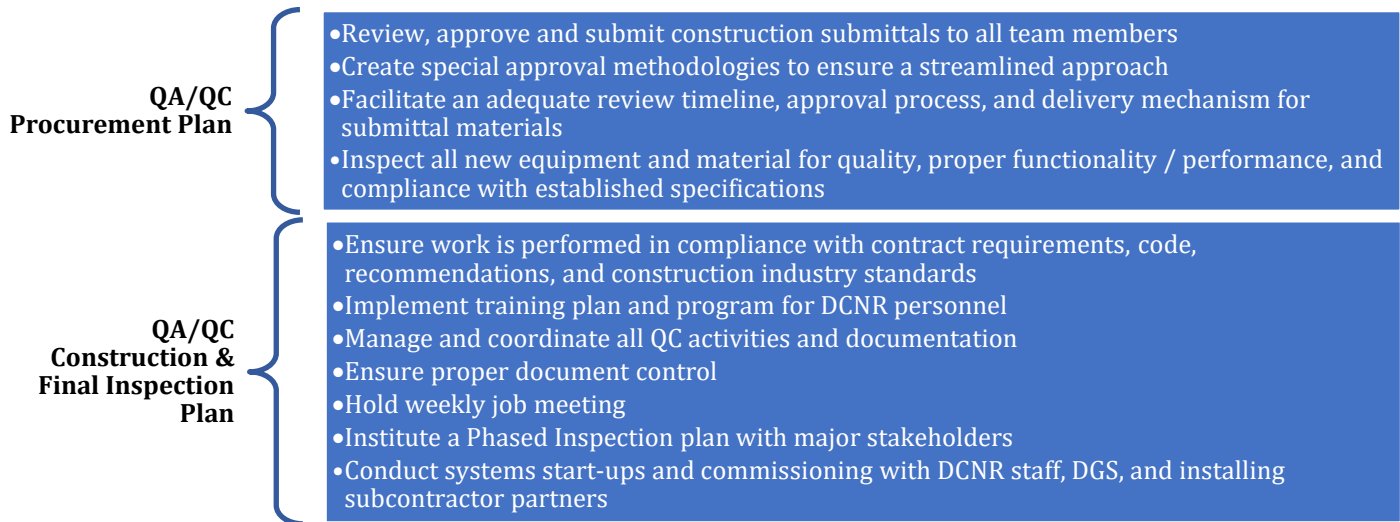 QA/QC
Procurement Plan
•Review, approve and submit construction submittals to all team members
•Create special approval methodologies to ensure a streamlined approach
•Facilitate an adequate review timeline, approval process, and delivery mechanism for
submittal materials
•Inspect all new equipment and material for quality, proper functionality / performance, and
compliance with established specifications
QA/QC
Construction &
Final Inspection
Plan
•Ensure work is performed in compliance with contract requirements, code,
recommendations, and construction industry standards
•Implement training plan and program for DCNR personnel
•Manage and coordinate all QC activities and documentation
•Ensure proper document control
•Hold weekly job meeting
•Institute a Phased Inspection plan with major stakeholders
•Conduct systems start-ups and commissioning with DCNR staff, DGS, and installing
subcontractor partners